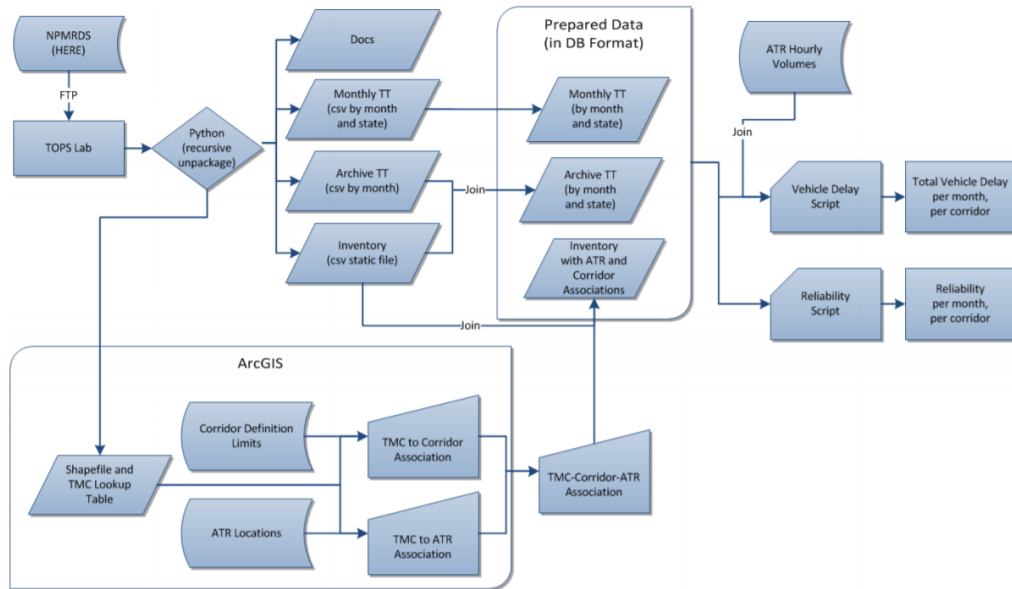 NPMRDS
(HERE)
FTP
TOPS Lab
Python
(recursive
unpackage)
Docs
Monthly TT
(csv by month
and state)
Archive TT
(csv by month)
Inventory
(csv static file)
Join
Join
Prepared Data
(in DB Format)
Monthly TT
(by month
and state)
Archive TT
(by month
and state)
Inventory
with ATR and
Corridor
Associations
ATR Hourly
Volumes
Join
Vehicle Delay
Script
Total Vehicle Delay
per month,
per corridor
Reliability
Script
Reliability
per month,
per corridor
ArcGIS
Corridor Definition
Limits
TMC to Corridor
Association
Shapefile and
TMC Lookup
Table
ATR Locations
TMC to ATR
Association
TMC-Corridor-ATR
Association